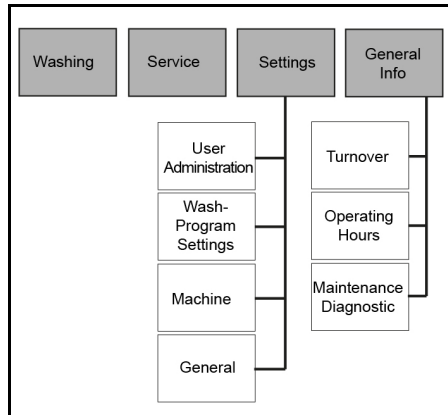 Washing
Service
Settings
General
Info
User
Administration
Wash-
Program
Settings
Machine
General
Turnover
Operating
Hours
Maintenance
Diagnostic